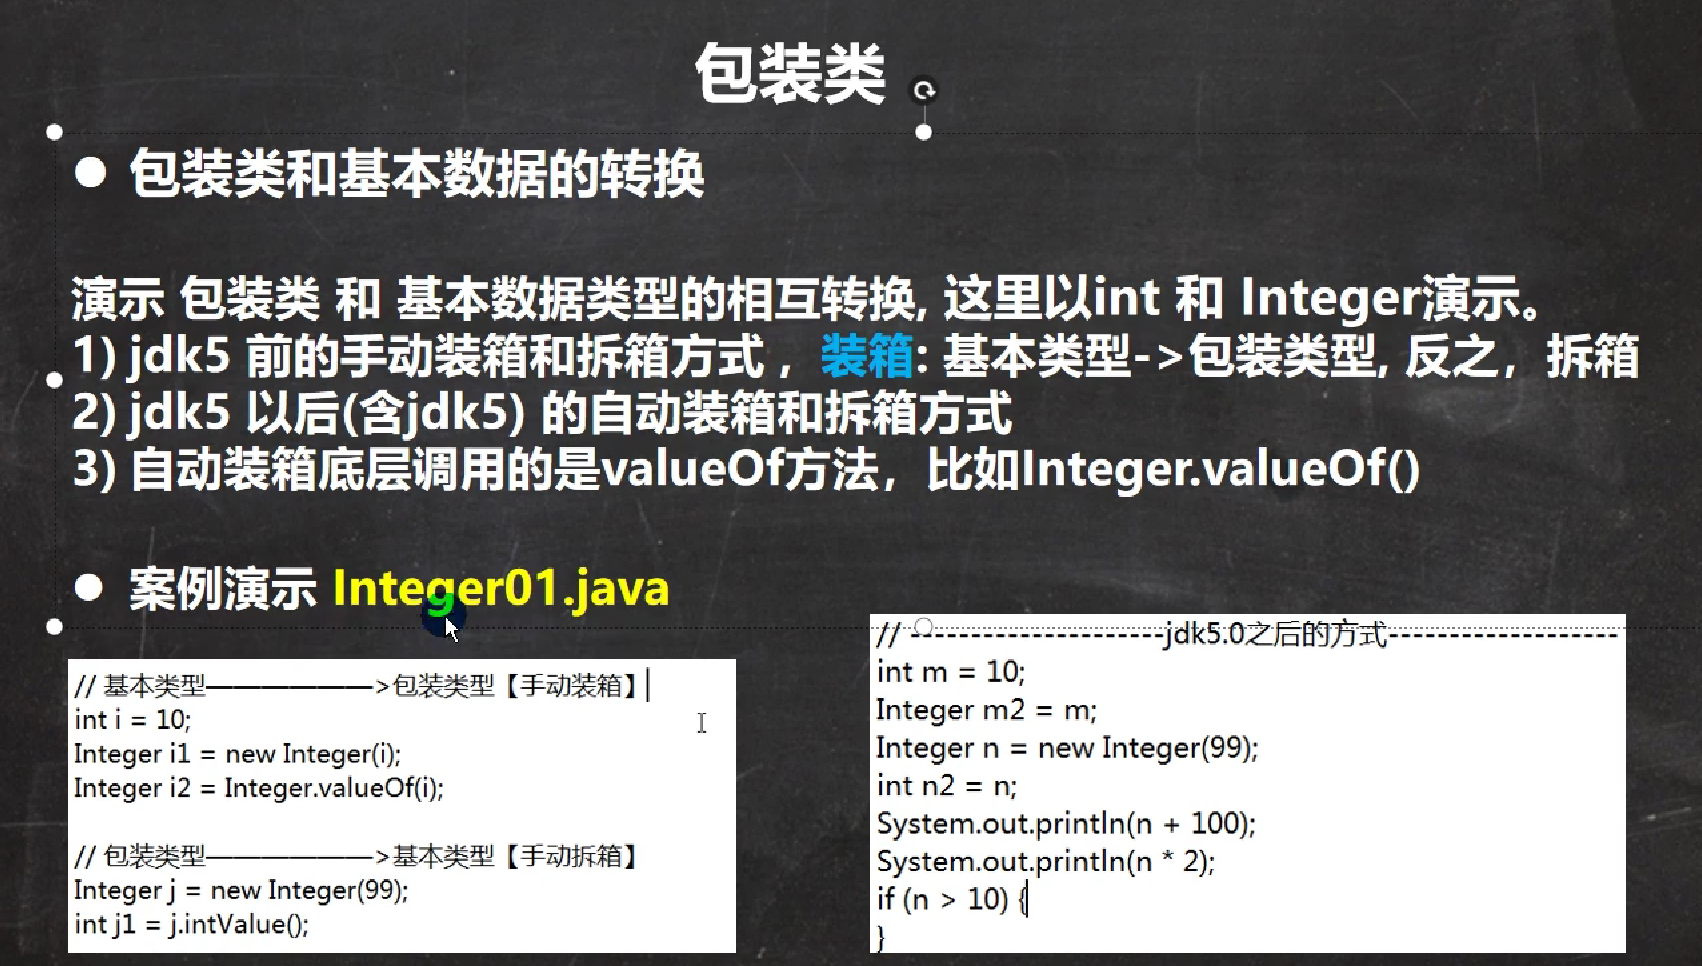 包装类
● 包装类和基本数据的转换
演示 包装类 和 基本数据类型的相互转换, 这里以int 和 Integer演示。
1) jdk5 前的手动装箱和拆箱方式 ，装箱: 基本类型->包装类型, 反之，拆箱
2) jdk5 以后(含jdk5) 的自动装箱和拆箱方式
3) 自动装箱底层调用的是valueOf方法，比如Integer.valueOf()
● 案例演示 Integer01.java
// 基本类型——————>包装类型【手动装箱】
int i = 10;
Integer i1 = new Integer(i);
Integer i2 = Integer.valueOf(i);
// 包装类型——————>基本类型【手动拆箱】
Integer j = new Integer(99);
int j1 = j.intValue();
// ---------------------jdk5.0之后的方式-------------------
int m = 10;
Integer m2 = m;
Integer n = new Integer(99);
int n2 = n;
System.out.println(n + 100);
System.out.println(n * 2);
if (n > 10) {
}